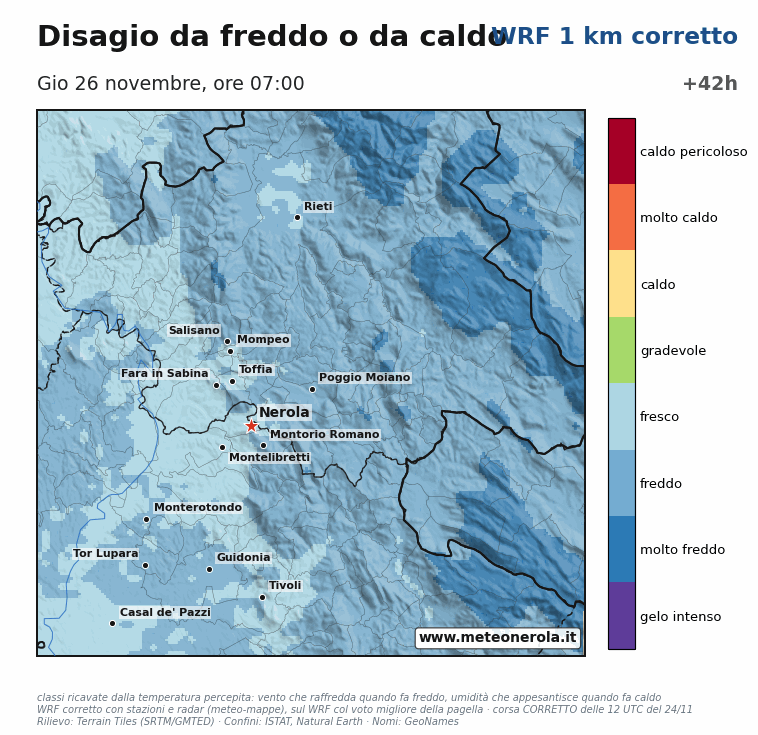 Disagio da freddo o da caldo
WRF 1 km corretto
Gio 26 novembre, ore 07:00
+42h
Rieti
Salisano
Mompeo
Toffia
Fara in Sabina
Poggio Moiano
Nerola
Montorio Romano
Montelibretti
Monterotondo
Tor Lupara
Guidonia
Tivoli
Casal de' Pazzi
www.meteonerola.it
caldo pericoloso
molto caldo
caldo
gradevole
fresco
freddo
molto freddo
gelo intenso
classi ricavate dalla temperatura percepita: vento che raffredda quando fa freddo, umidità che appesantisce quando fa caldo
WRF corretto con stazioni e radar (meteo-mappe), sul WRF col voto migliore della pagella · corsa CORRETTO delle 12 UTC del 24/11
Rilievo: Terrain Tiles (SRTM/GMTED) · Confini: ISTAT, Natural Earth · Nomi: GeoNames